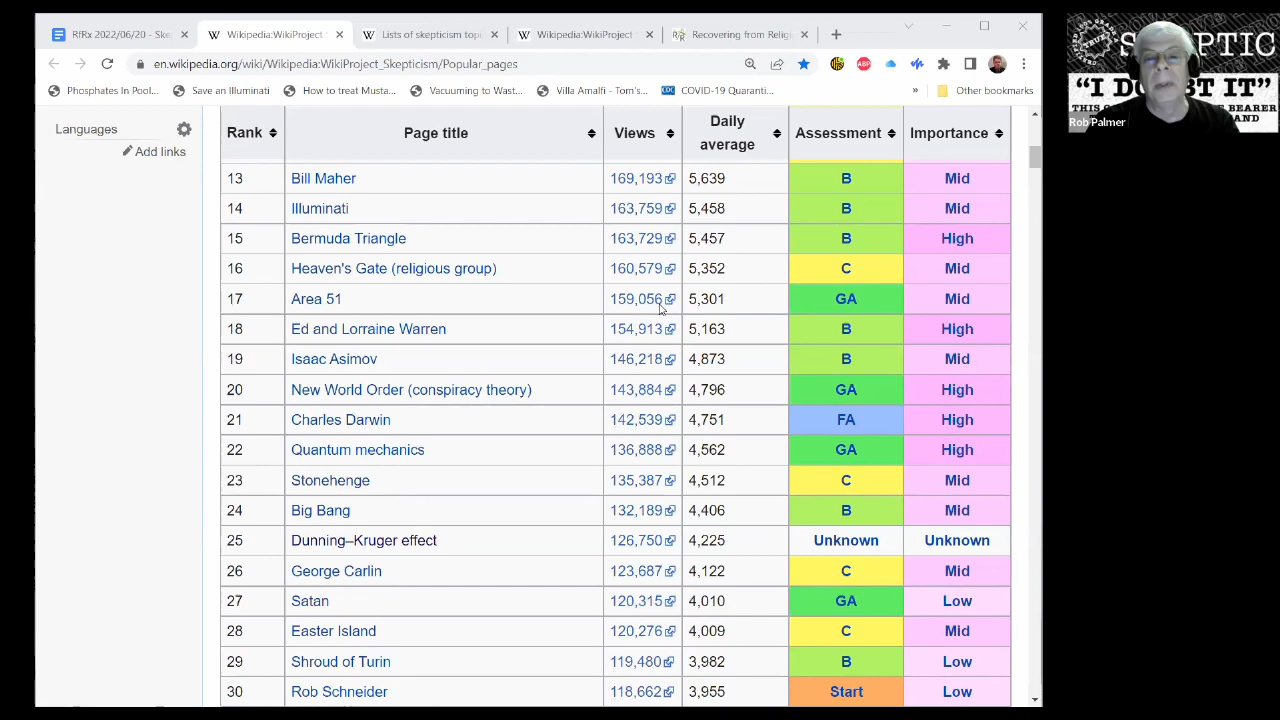 RfRx 2022/06/20 - Ske
Wikipedia:WikiProject
Lists of skepticism topi
Wikipedia:WikiProject
Recovering from Religi
en.wikipedia.org/wiki/Wikipedia:WikiProject_Skepticism/Popular_pages
Phosphates In Pool... Save an Illuminati How to treat Musc... Vacuuming to Was... Villa Amalfi - Tom's... CDC COVID-19 Quaranti... » Other bookmarks
Languages
Add links
Rank Page title Views Daily average Assessment Importance
13 Bill Maher 169,193 5,639 B Mid
14 Illuminati 163,759 5,458 B Mid
15 Bermuda Triangle 163,729 5,457 B High
16 Heaven's Gate (religious group) 160,579 5,352 C Mid
17 Area 51 159,056 5,301 GA Mid
18 Ed and Lorraine Warren 154,913 5,163 B High
19 Isaac Asimov 146,218 4,873 B Mid
20 New World Order (conspiracy theory) 143,884 4,796 GA High
21 Charles Darwin 142,539 4,751 FA High
22 Quantum mechanics 136,888 4,562 GA High
23 Stonehenge 135,387 4,512 C Mid
24 Big Bang 132,189 4,406 B Mid
25 Dunning–Kruger effect 126,750 4,225 Unknown Unknown
26 George Carlin 123,687 4,122 C Mid
27 Satan 120,315 4,010 GA Low
28 Easter Island 120,276 4,009 C Mid
29 Shroud of Turin 119,480 3,982 B Low
30 Rob Schneider 118,662 3,955 Start Low
TRUE
SKEPTIC
"I DOUBT IT"
THIS
BEARER
Rob Palmer